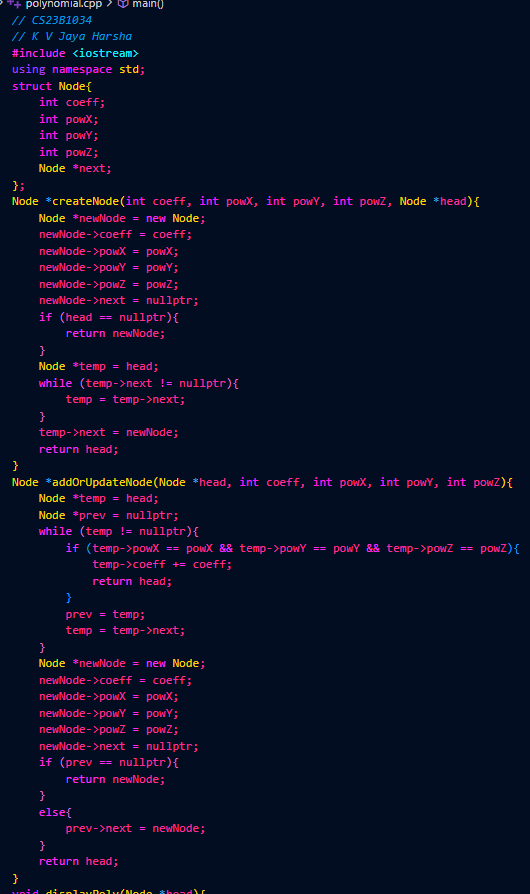 polynomial.cpp > main()
// CS23B1034
// K V Jaya Harsha
#include <iostream>
using namespace std;
struct Node{
    int coeff;
    int powX;
    int powY;
    int powZ;
    Node *next;
};
Node *createNode(int coeff, int powX, int powY, int powZ, Node *head){
    Node *newNode = new Node;
    newNode->coeff = coeff;
    newNode->powX = powX;
    newNode->powY = powY;
    newNode->powZ = powZ;
    newNode->next = nullptr;
    if (head == nullptr){
        return newNode;
    }
    Node *temp = head;
    while (temp->next != nullptr){
        temp = temp->next;
    }
    temp->next = newNode;
    return head;
}
Node *addOrUpdateNode(Node *head, int coeff, int powX, int powY, int powZ){
    Node *temp = head;
    Node *prev = nullptr;
    while (temp != nullptr){
        if (temp->powX == powX && temp->powY == powY && temp->powZ == powZ){
            temp->coeff += coeff;
            return head;
        }
        prev = temp;
        temp = temp->next;
    }
    Node *newNode = new Node;
    newNode->coeff = coeff;
    newNode->powX = powX;
    newNode->powY = powY;
    newNode->powZ = powZ;
    newNode->next = nullptr;
    if (prev == nullptr){
        return newNode;
    }
    else{
        prev->next = newNode;
    }
    return head;
}
void displayPoly(Node *head){